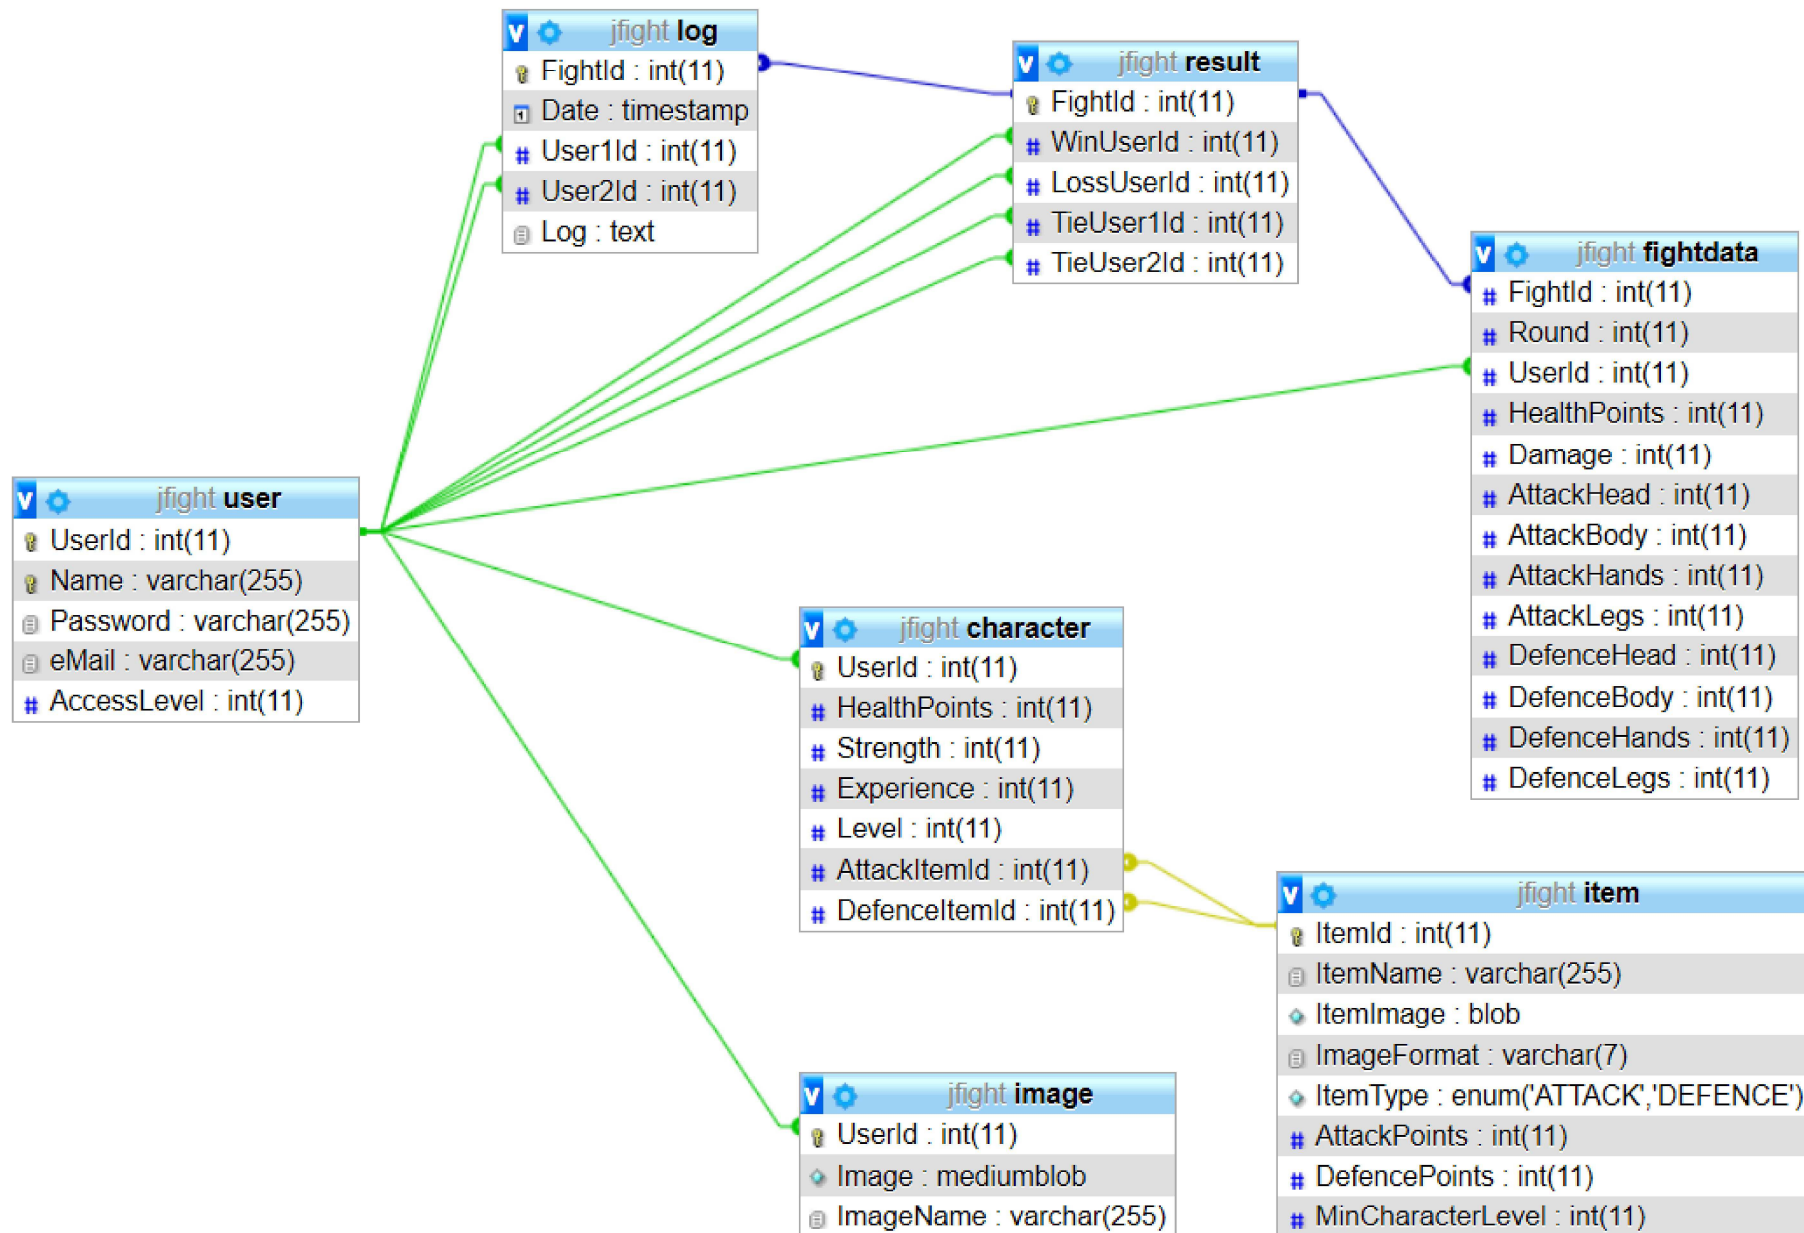 jfight log
FightId : int(11)
Date : timestamp
User1Id : int(11)
User2Id : int(11)
Log : text
jfight result
FightId : int(11)
WinUserId : int(11)
LossUserId : int(11)
TieUser1Id : int(11)
TieUser2Id : int(11)
jfight fightdata
FightId : int(11)
Round : int(11)
UserId : int(11)
HealthPoints : int(11)
Damage : int(11)
AttackHead : int(11)
AttackBody : int(11)
AttackHands : int(11)
AttackLegs : int(11)
DefenceHead : int(11)
DefenceBody : int(11)
DefenceHands : int(11)
DefenceLegs : int(11)
jfight user
UserId : int(11)
Name : varchar(255)
Password : varchar(255)
eMail : varchar(255)
AccessLevel : int(11)
jfight character
UserId : int(11)
HealthPoints : int(11)
Strength : int(11)
Experience : int(11)
Level : int(11)
AttackItemId : int(11)
DefenceItemId : int(11)
jfight item
ItemId : int(11)
ItemName : varchar(255)
ItemImage : blob
ImageFormat : varchar(7)
ItemType : enum('ATTACK','DEFENCE')
AttackPoints : int(11)
DefencePoints : int(11)
MinCharacterLevel : int(11)
jfight image
UserId : int(11)
Image : mediumblob
ImageName : varchar(255)